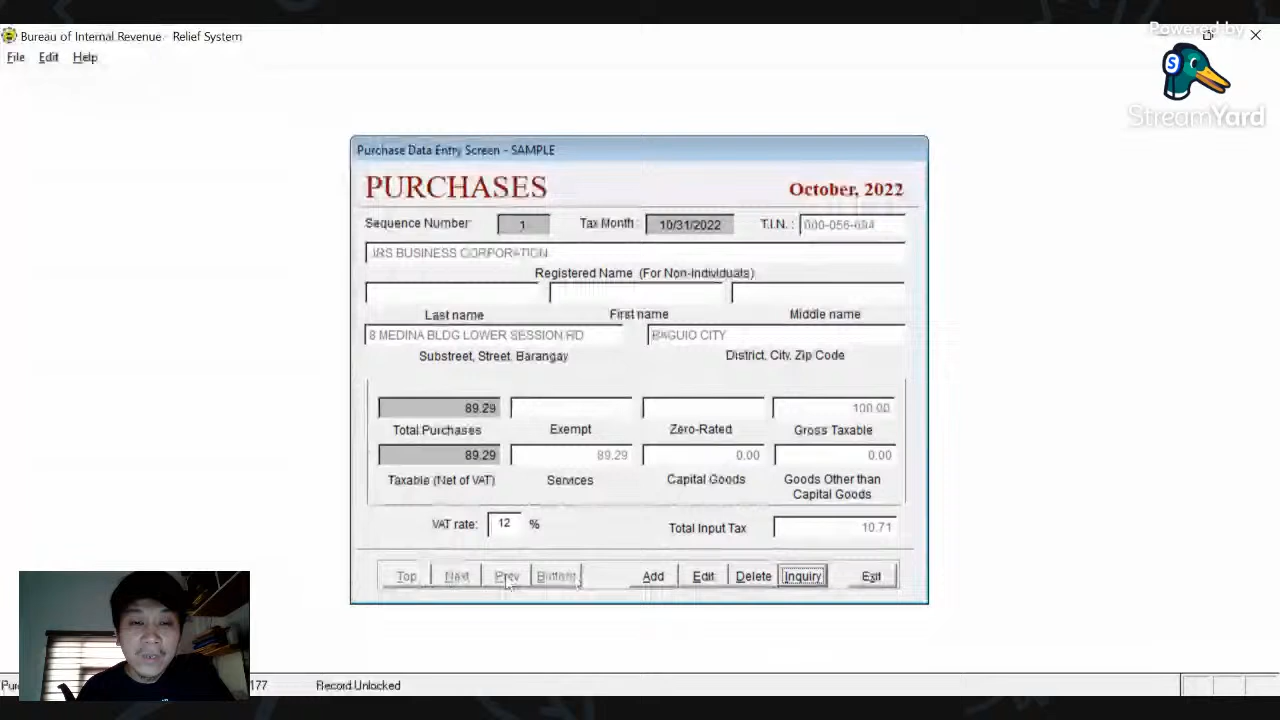 Bureau of Internal Revenue - Relief System
Powered by
StreamYard
File Edit Help
Purchase Data Entry Screen - SAMPLE
PURCHASES October, 2022
Sequence Number 1 Tax Month : 10/31/2022 T.I.N. :
JRS BUSINESS CORPORATION
Registered Name (For Non-Individuals)
Last name First name Middle name
8 MEDINA BLDG LOWER SESSION RD BAGUIO CITY
Substreet, Street, Barangay District, City, Zip Code
89.29 100.00
Total Purchases Exempt Zero-Rated Gross Taxable
89.29 89.29 0.00 0.00
Taxable (Net of VAT) Services Capital Goods Goods Other than
Capital Goods
VAT rate: 12 % Total Input Tax 10.71
Top Next Prev Bottom Add Edit Delete Inquiry Exit
177 Record Unlocked